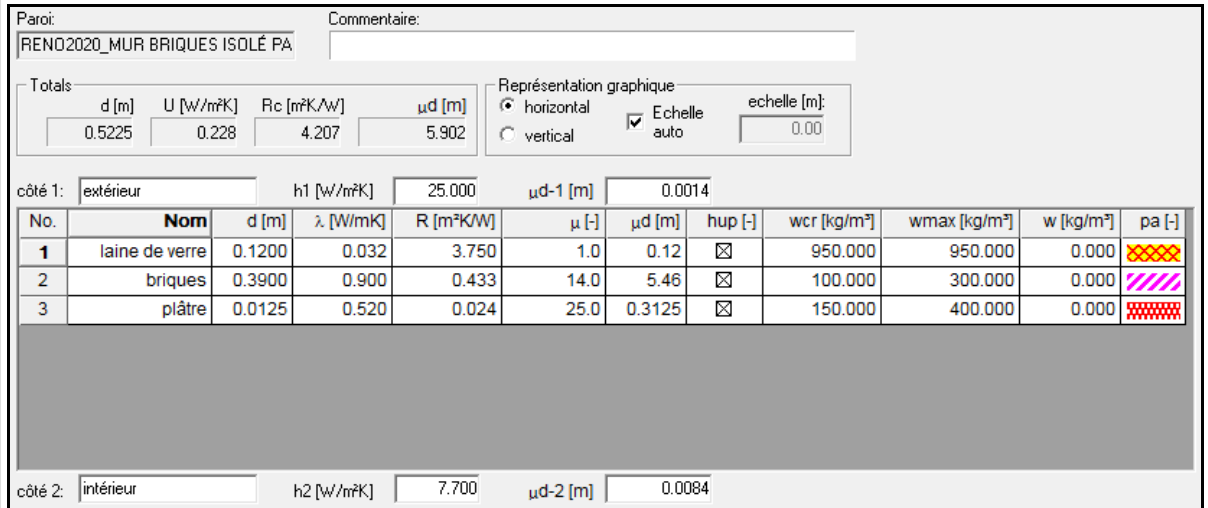 Paroi: Commentaire:
RENO2020_MUR BRIQUES ISOLÉ PA
Totals Représentation graphique
d [m] U [W/m²K] Rc [m²K/W] μd [m] horizontal Echelle auto echelle [m]:
0.5225 0.228 4.207 5.902 vertical 0.00
côté 1: extérieur h1 [W/m²K] 25.000 μd-1 [m] 0.0014
No. Nom d [m] λ [W/mK] R [m²K/W] μ [-] μd [m] hup [-] wcr [kg/m³] wmax [kg/m³] w [kg/m³] pa [-]
1 laine de verre 0.1200 0.032 3.750 1.0 0.12 950.000 950.000 0.000
2 briques 0.3900 0.900 0.433 14.0 5.46 100.000 300.000 0.000
3 plâtre 0.0125 0.520 0.024 25.0 0.3125 150.000 400.000 0.000
côté 2: intérieur h2 [W/m²K] 7.700 μd-2 [m] 0.0084